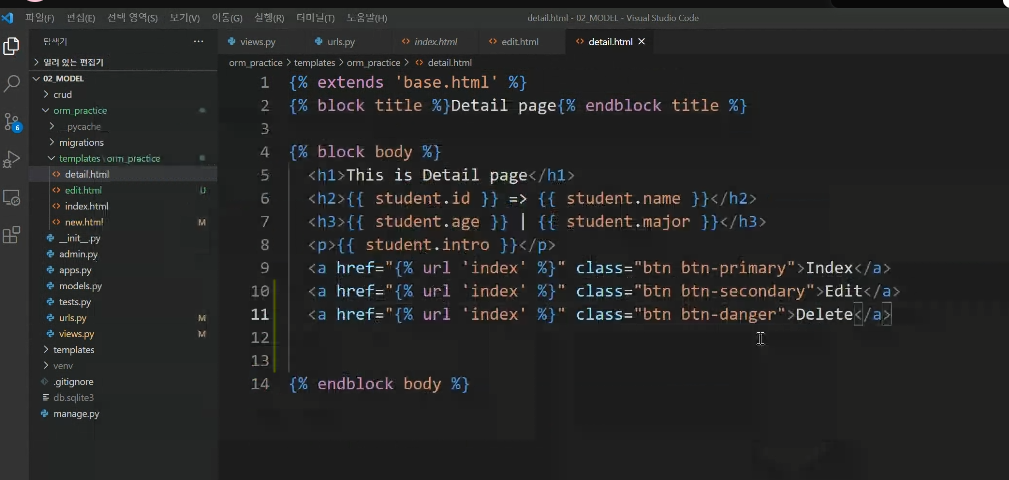 파일(F) 편집(E) 선택 영역(S) 보기(V) 이동(G) 실행(R) 터미널(T) 도움말(H) detail.html - 02_MODEL - Visual Studio Code
탐색기 ···
views.py urls.py index.html edit.html detail.html
열려 있는 편집기
orm_practice > templates > orm_practice > detail.html
02_MODEL
crud
orm_practice
__pycache__
migrations
templates \ orm_practice
detail.html
edit.html U
index.html
new.html M
__init__.py
admin.py
apps.py
models.py
tests.py
urls.py M
views.py M
templates
venv
.gitignore
db.sqlite3
manage.py
6
1 {% extends 'base.html' %}
2 {% block title %}Detail page{% endblock title %}
3
4 {% block body %}
5 <h1>This is Detail page</h1>
6 <h2>{{ student.id }} => {{ student.name }}</h2>
7 <h3>{{ student.age }} | {{ student.major }}</h3>
8 <p>{{ student.intro }}</p>
9 <a href="{% url 'index' %}" class="btn btn-primary">Index</a>
10 <a href="{% url 'index' %}" class="btn btn-secondary">Edit</a>
11 <a href="{% url 'index' %}" class="btn btn-danger">Delete</a>
12
13
14 {% endblock body %}